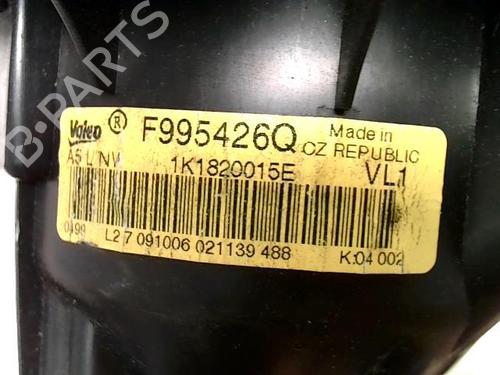 B-PARTS
Valeo ® F995426Q Made in
CZ REPUBLIC
A5 L/NV 1K1820015E VL1
0499 L2 7 091006 021139 488 K:04 002